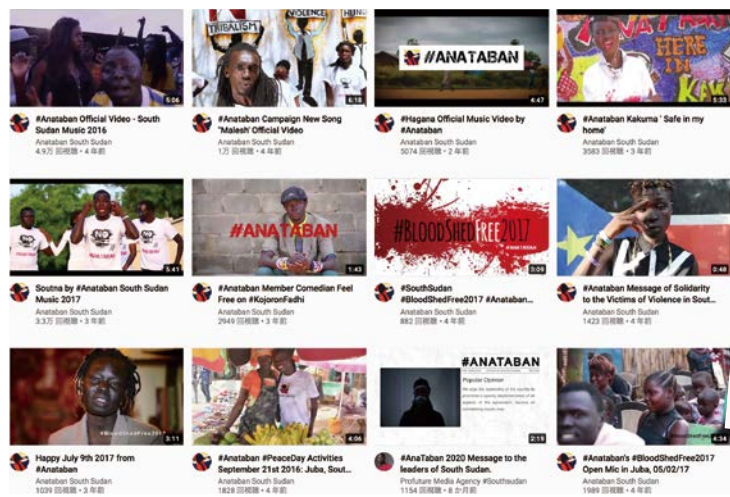 TRIBALISM
VIOLENCE
HUNG
#ANATABAN
HERE
IN
5:06
6:18
4:47
5:33
#Anataban Official Video - South
Sudan Music 2016
Anataban South Sudan
4.9万 回視聴・4 年前
#Anataban Campaign New Song
'Malesh' Official Video
Anataban South Sudan
1万 回視聴・4 年前
#Hagana Official Music Video by
#Anataban
Anataban South Sudan
5074 回視聴・2 年前
#Anataban Kakuma ' Safe in my
home'
Anataban South Sudan
3583 回視聴・3 年前
#ANATABAN
#BLOODSHEDFREE2017
5:41
1:43
3:09
0:48
Soutna by #Anataban South Sudan
Music 2017
Anataban South Sudan
3.3万 回視聴・3 年前
#Anataban Member Comedian Feel
Free on #KojoronFadhi
Anataban South Sudan
2949 回視聴・3 年前
#SouthSudan
#BloodShedFree2017 #Anataban...
Anataban South Sudan
882 回視聴・4 年前
#Anataban Message of Solidarity
to the Victims of Violence in Sout...
Anataban South Sudan
1423 回視聴・4 年前
#BloodShedFree2017
#ANATABAN
Popular Opinion
3:11
4:06
2:19
4:34
Happy July 9th 2017 from
#Anataban
Anataban South Sudan
1039 回視聴・3 年前
#Anataban #PeaceDay Activities
September 21st 2016: Juba, Sout...
Anataban South Sudan
1828 回視聴・4 年前
#AnaTaban 2020 Message to the
leaders of South Sudan.
Profuture Media Agency #Southsudan
1154 回視聴・8 か月前
#Anataban's #BloodShedFree2017
Open Mic in Juba, 05/02/17
Anataban South Sudan
1989 回視聴・4 年前